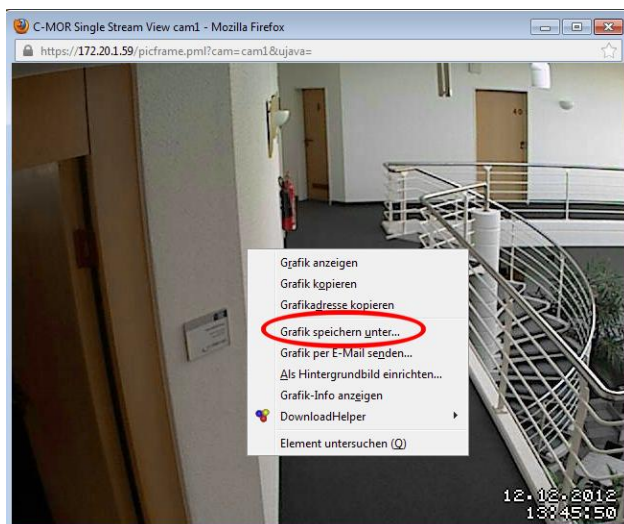 C-MOR Single Stream View cam1 - Mozilla Firefox
https://172.20.1.59/picframe.pml?cam=cam1&ujava=
Grafik anzeigen
Grafik kopieren
Grafikadresse kopieren
Grafik speichern unter...
Grafik per E-Mail senden...
Als Hintergrundbild einrichten...
Grafik-Info anzeigen
DownloadHelper
Element untersuchen (Q)
12.12.2012
13:45:50